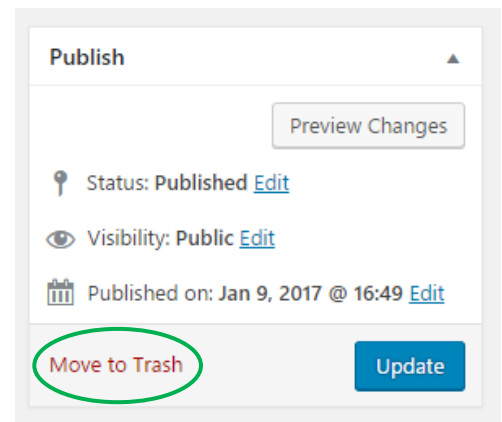 Publish
Preview Changes
Status: Published Edit
Visibility: Public Edit
Published on: Jan 9, 2017 @ 16:49 Edit
Move to Trash
Update